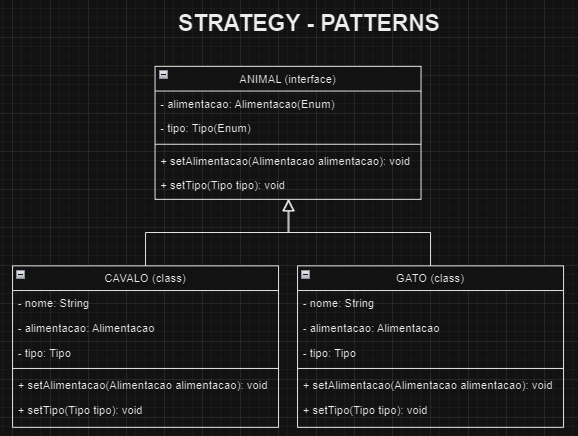 STRATEGY - PATTERNS
ANIMAL (interface)
- alimentacao: Alimentacao(Enum)
- tipo: Tipo(Enum)
+ setAlimentacao(Alimentacao alimentacao): void
+ setTipo(Tipo tipo): void
CAVALO (class)
- nome: String
- alimentacao: Alimentacao
- tipo: Tipo
+ setAlimentacao(Alimentacao alimentacao): void
+ setTipo(Tipo tipo): void
GATO (class)
- nome: String
- alimentacao: Alimentacao
- tipo: Tipo
+ setAlimentacao(Alimentacao alimentacao): void
+ setTipo(Tipo tipo): void